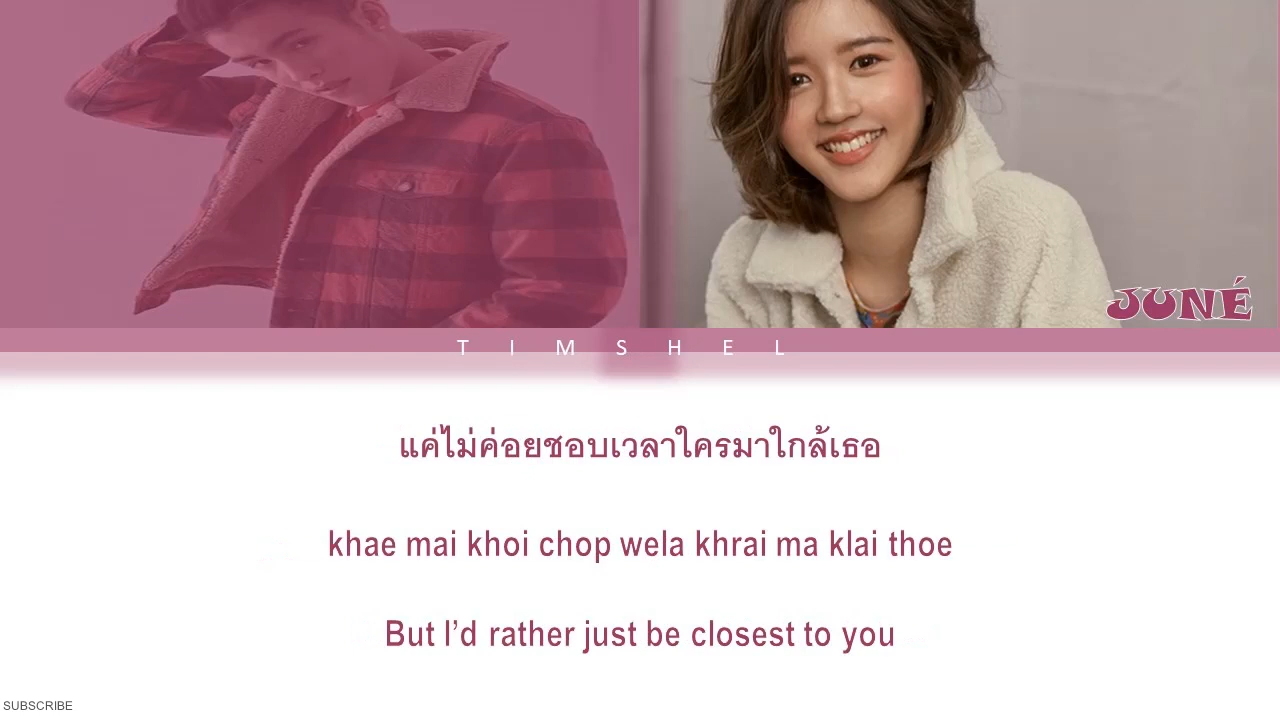 JUNÉ
T I M S H E L
แค่ไม่ค่อยชอบเวลาใครมาใกล้เธอ
khae mai khoi chop wela khrai ma klai thoe
But I’d rather just be closest to you
SUBSCRIBE